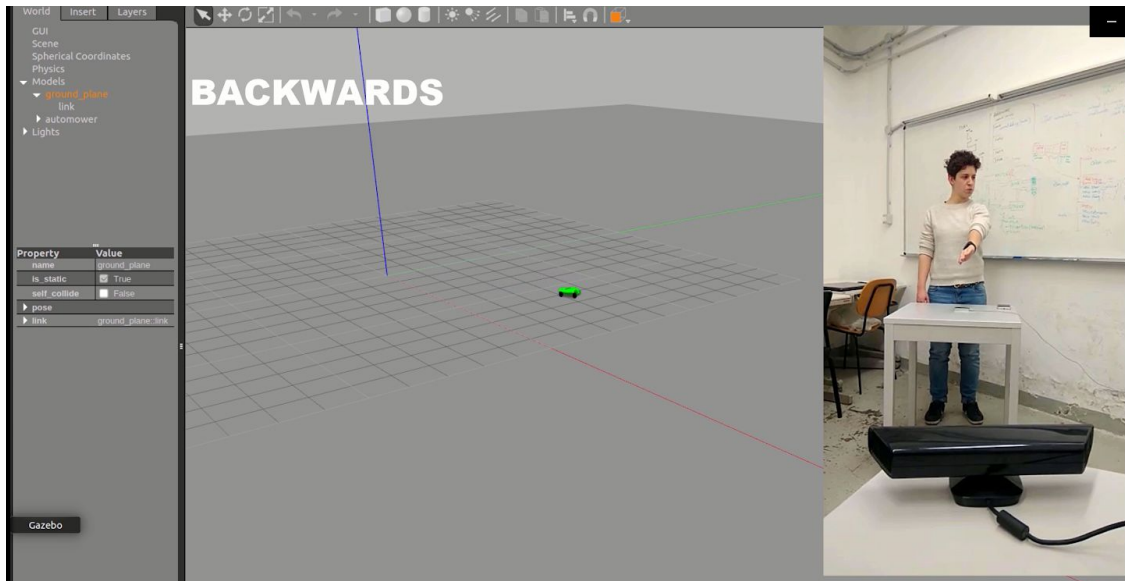 World Insert Layers
GUI
Scene
Spherical Coordinates
Physics
Models
ground_plane
link
automower
Lights
BACKWARDS
Property Value
name ground_plane
is_static True
self_collide False
pose
link ground_plane::link
Gazebo